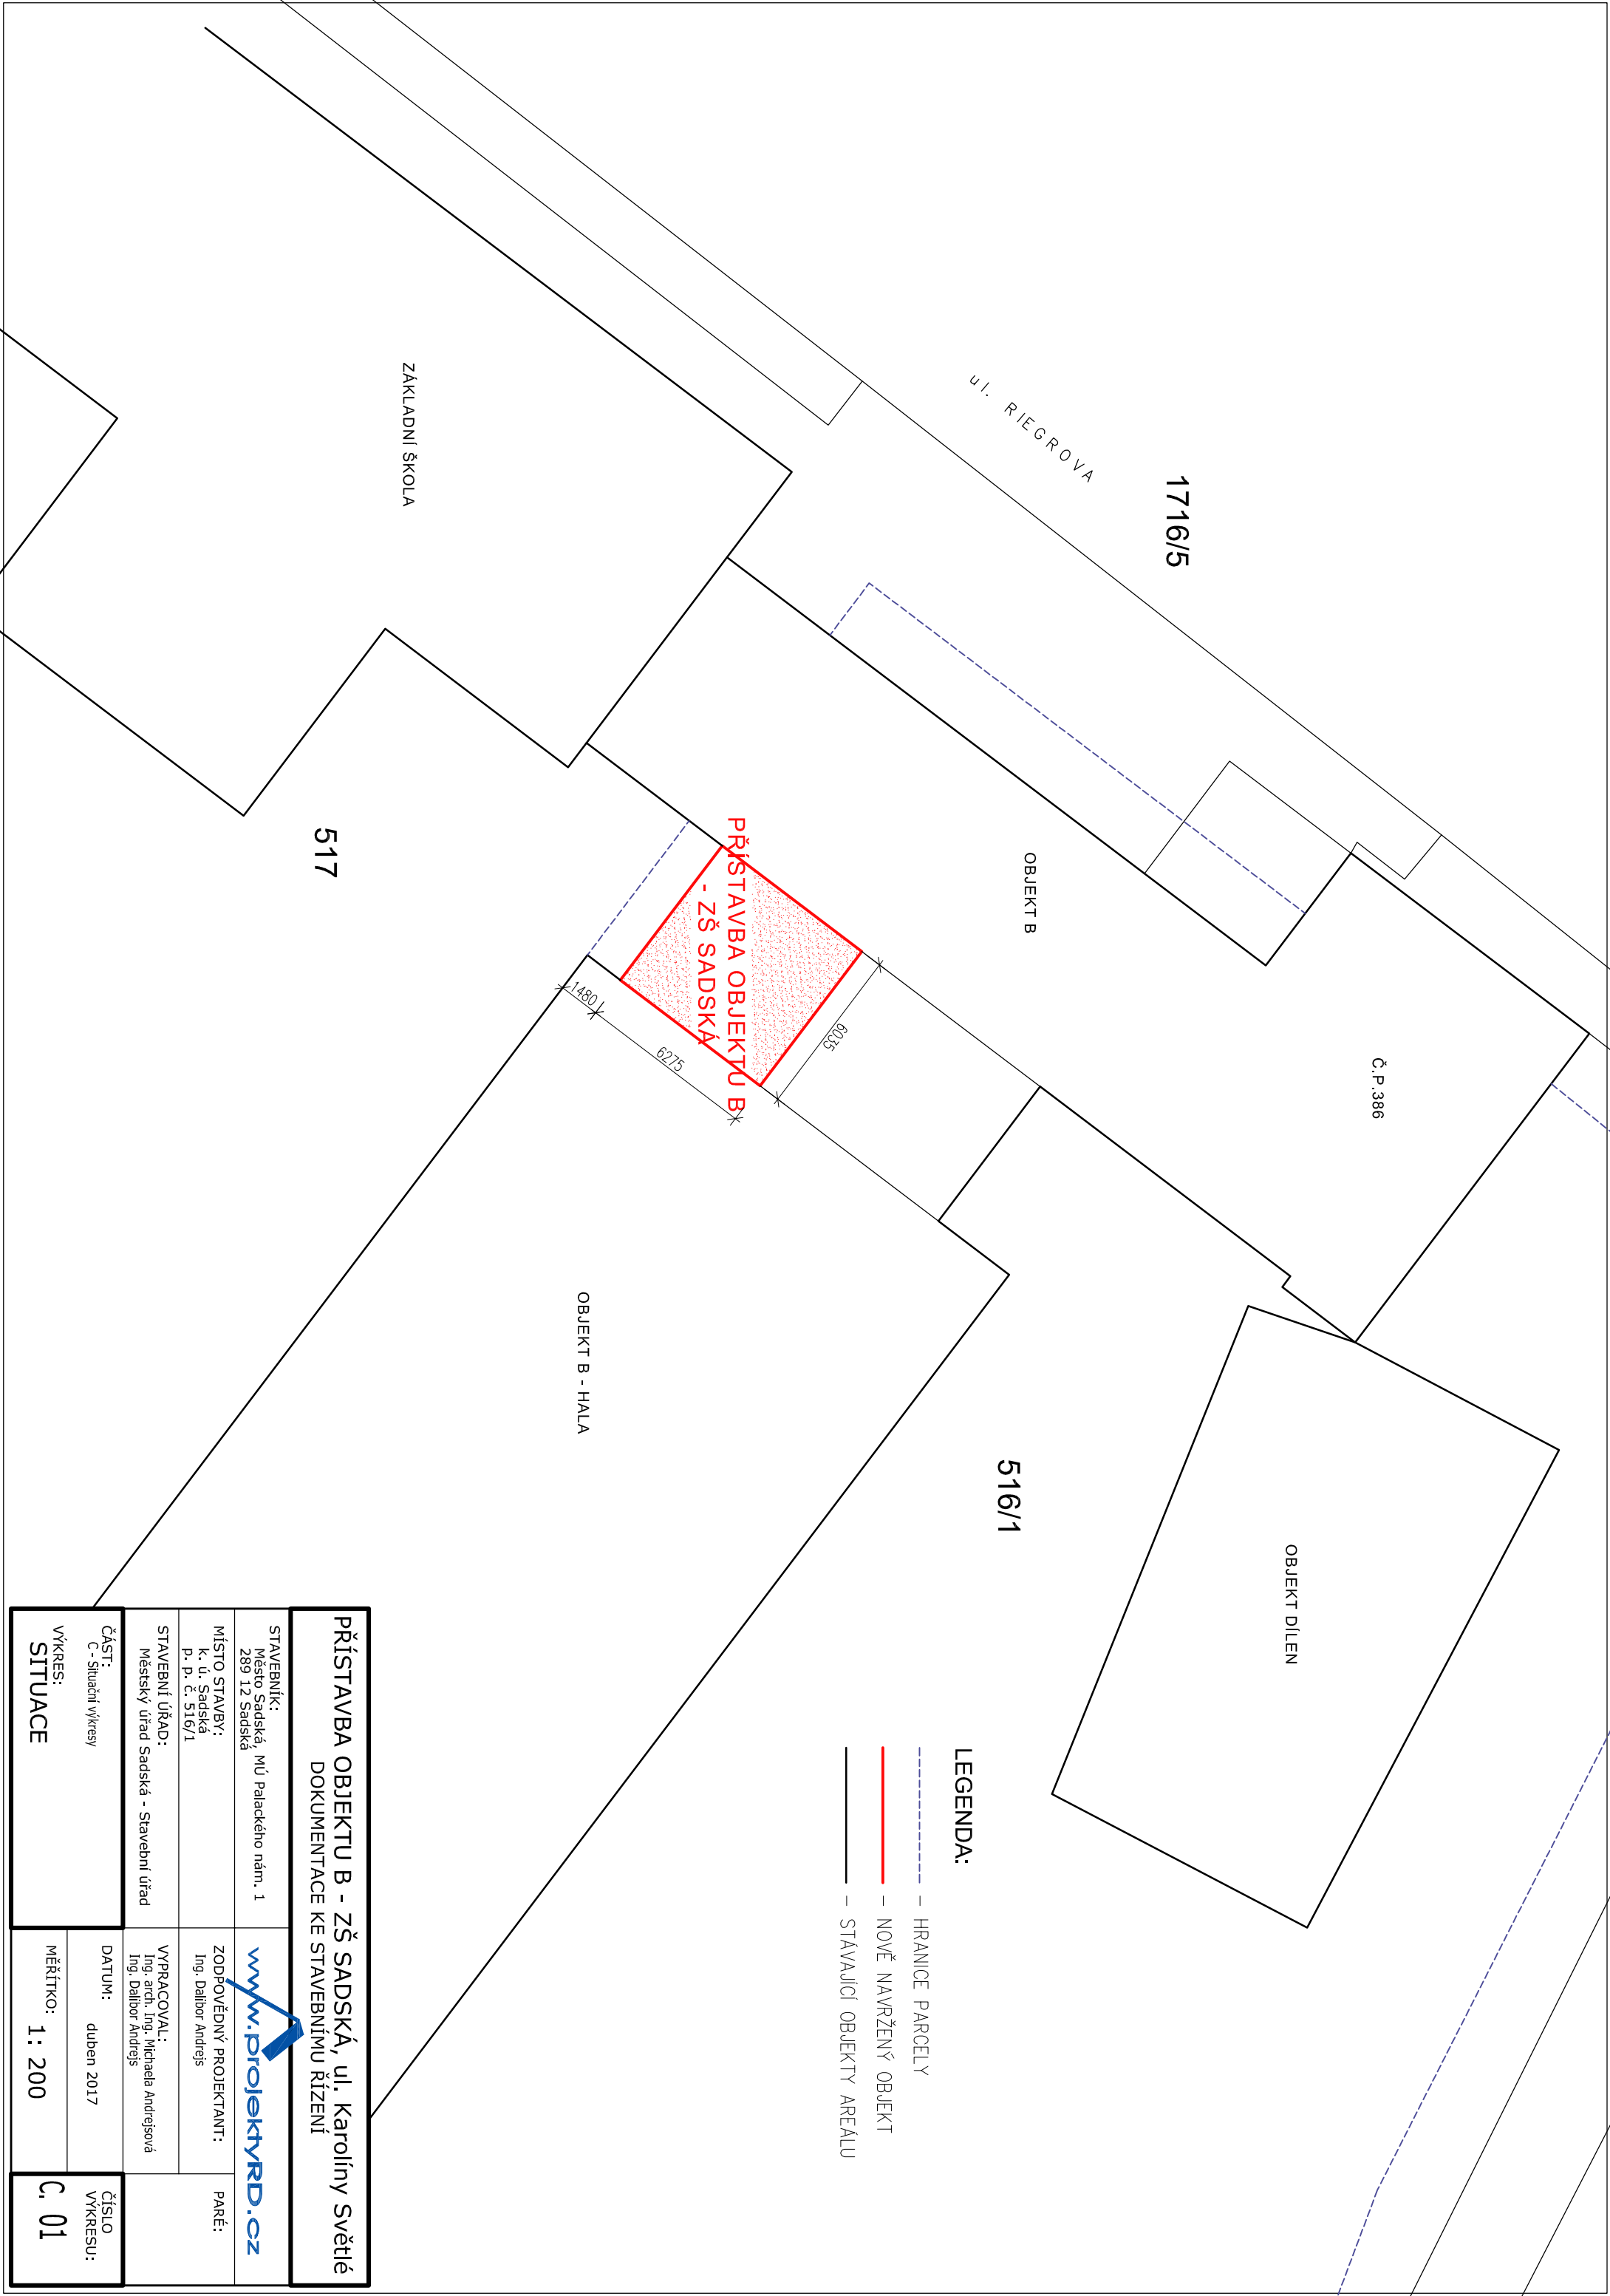 1716/5
ul. RIEGROVA
ZÁKLADNÍ ŠKOLA
517
OBJEKT B
Č.P.386
PŘÍSTAVBA OBJEKTU B
- ZŠ SADSKÁ
1480
6275
6035
OBJEKT B - HALA
516/1
OBJEKT DÍLEN
LEGENDA:
– HRANICE PARCELY
– NOVĚ NAVRŽENÝ OBJEKT
– STÁVAJÍCÍ OBJEKTY AREÁLU
PŘÍSTAVBA OBJEKTU B - ZŠ SADSKÁ, ul. Karolíny Světlé
DOKUMENTACE KE STAVEBNÍMU ŘÍZENÍ
STAVEBNÍK:
Město Sadská, MÚ Palackého nám. 1
289 12 Sadská
www.projektyRD.cz
MÍSTO STAVBY:
k. ú. Sadská
p. p. č. 516/1
ZODPOVĚDNÝ PROJEKTANT:
Ing. Dalibor Andrejs
PARÉ:
STAVEBNÍ ÚŘAD:
Městský úřad Sadská - Stavební úřad
VYPRACOVAL:
Ing. arch. Ing. Michaela Andrejsová
Ing. Dalibor Andrejs
ČÁST:
C - Situační výkresy
DATUM: duben 2017
ČÍSLO
VÝKRESU:
VÝKRES:
SITUACE
MĚŘÍTKO: 1: 200
C. 01